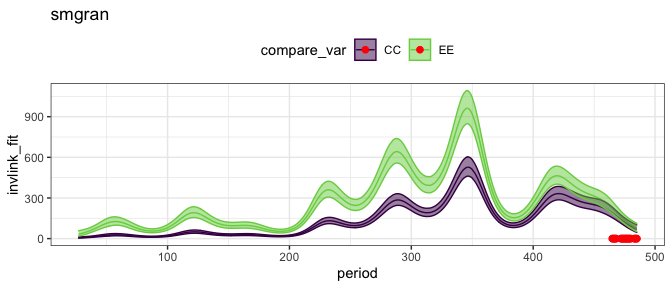 smgran
compare_var CC EE
invlink_fit
900
600
300
0
100 200 300 400 500
period